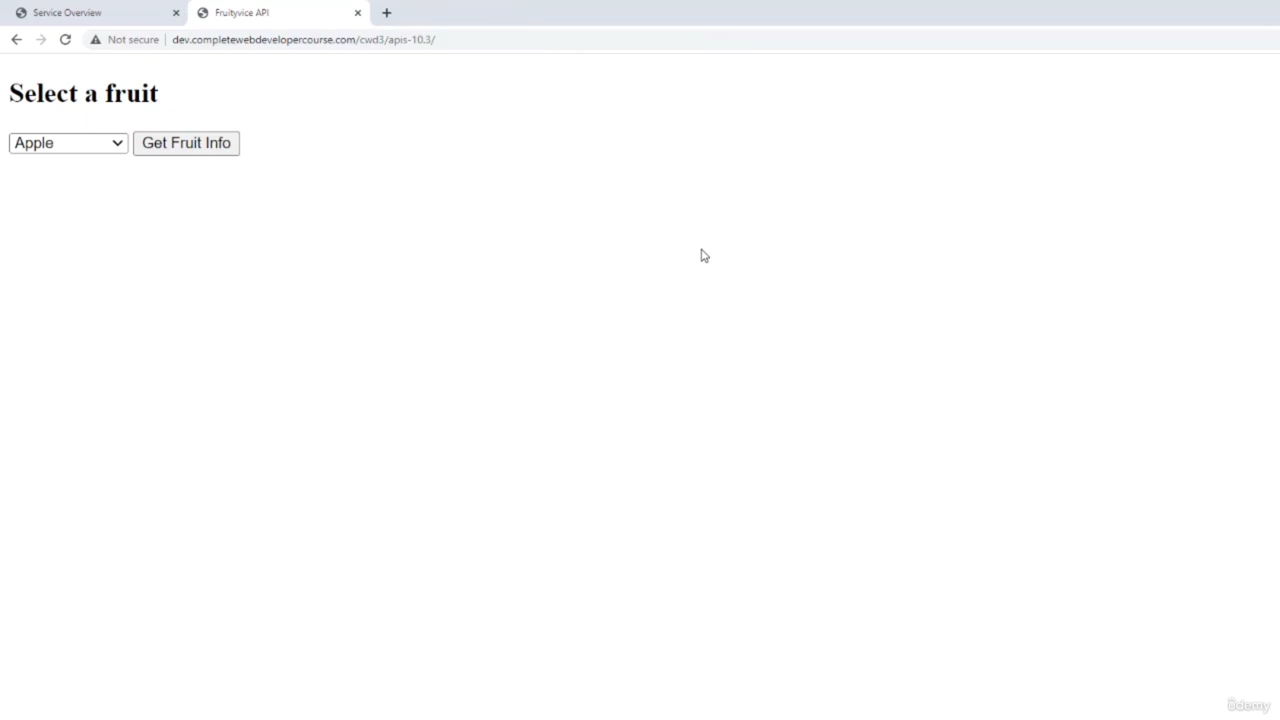 Service Overview
Fruityvice API
Not secure
dev.completewebdevelopercourse.com/cwd3/apis-10.3/
Select a fruit
Apple
Get Fruit Info
ûdemy